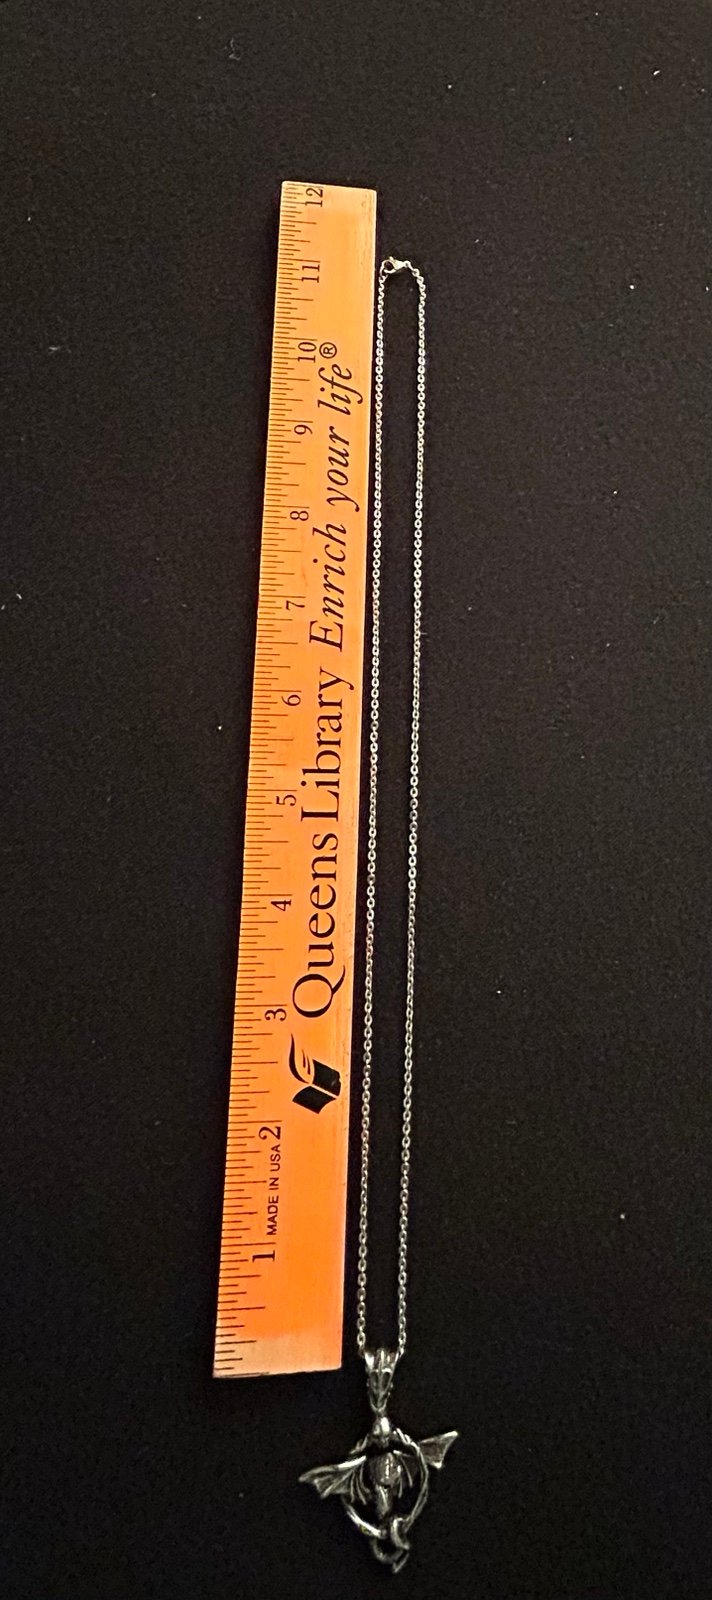 Queens Library Enrich your life®
MADE IN USA
1 2 3 4 5 6 7 8 9 10 11 12